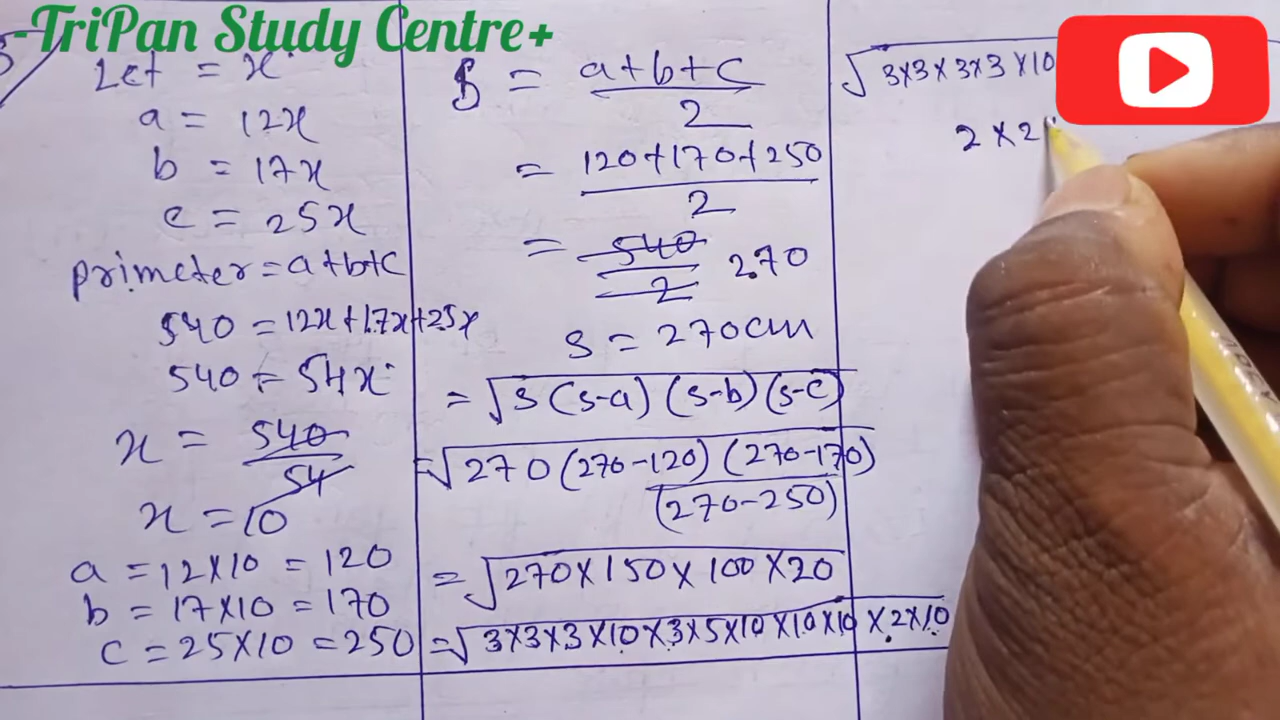 -TriPan Study Centre+
Let = x
a = 12x
b = 17x
c = 25x
primeter = a+b+c
540 = 12x+17x+25x
540 = 54x
x = 540/54
x = 10
a = 12×10 = 120
b = 17×10 = 170
c = 25×10 = 250
S = a+b+c/2
= 120+170+250/2
= 540/2 270
s = 270cm
= √s(s-a)(s-b)(s-c)
= √270(270-120)(270-170)
(270-250)
= √270×150×100×20
= √3×3×3×10×3×5×10×10×10×2×10
√3×3×3×3×10
2×2